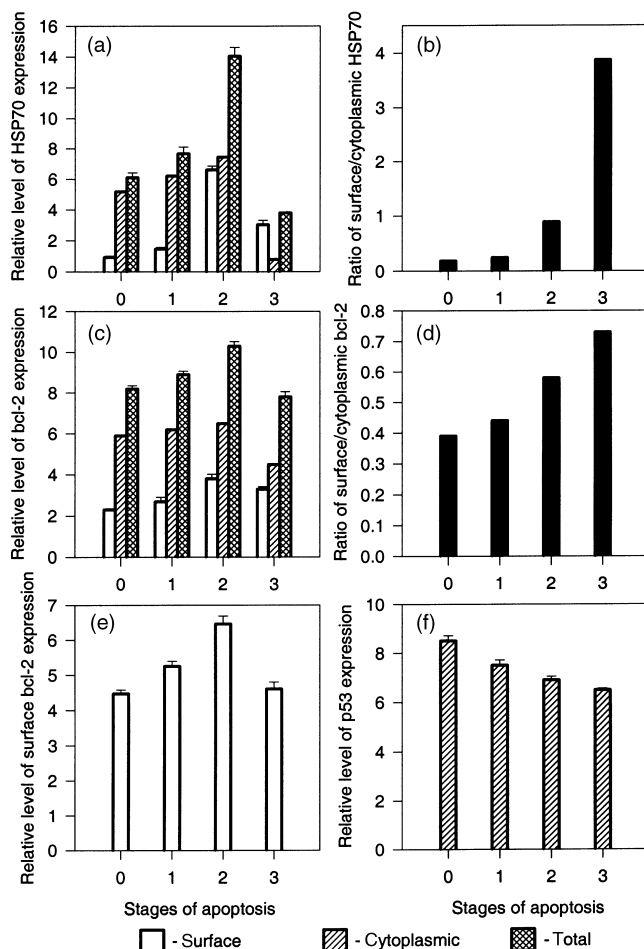 (a)
Relative level of HSP70 expression
16
14
12
10
8
6
4
2
0
0 1 2 3
(b)
Ratio of surface/cytoplasmic HSP70
4
3
2
1
0
0 1 2 3
(c)
Relative level of bcl-2 expression
12
10
8
6
4
2
0
0 1 2 3
(d)
Ratio of surface/cytoplasmic bcl-2
0.8
0.7
0.6
0.5
0.4
0.3
0.2
0.1
0.0
0 1 2 3
(e)
Relative level of surface bcl-2 expression
7
6
5
4
3
2
1
0
0 1 2 3
Stages of apoptosis
(f)
Relative level of p53 expression
10
8
6
4
2
0
0 1 2 3
Stages of apoptosis
- Surface - Cytoplasmic - Total